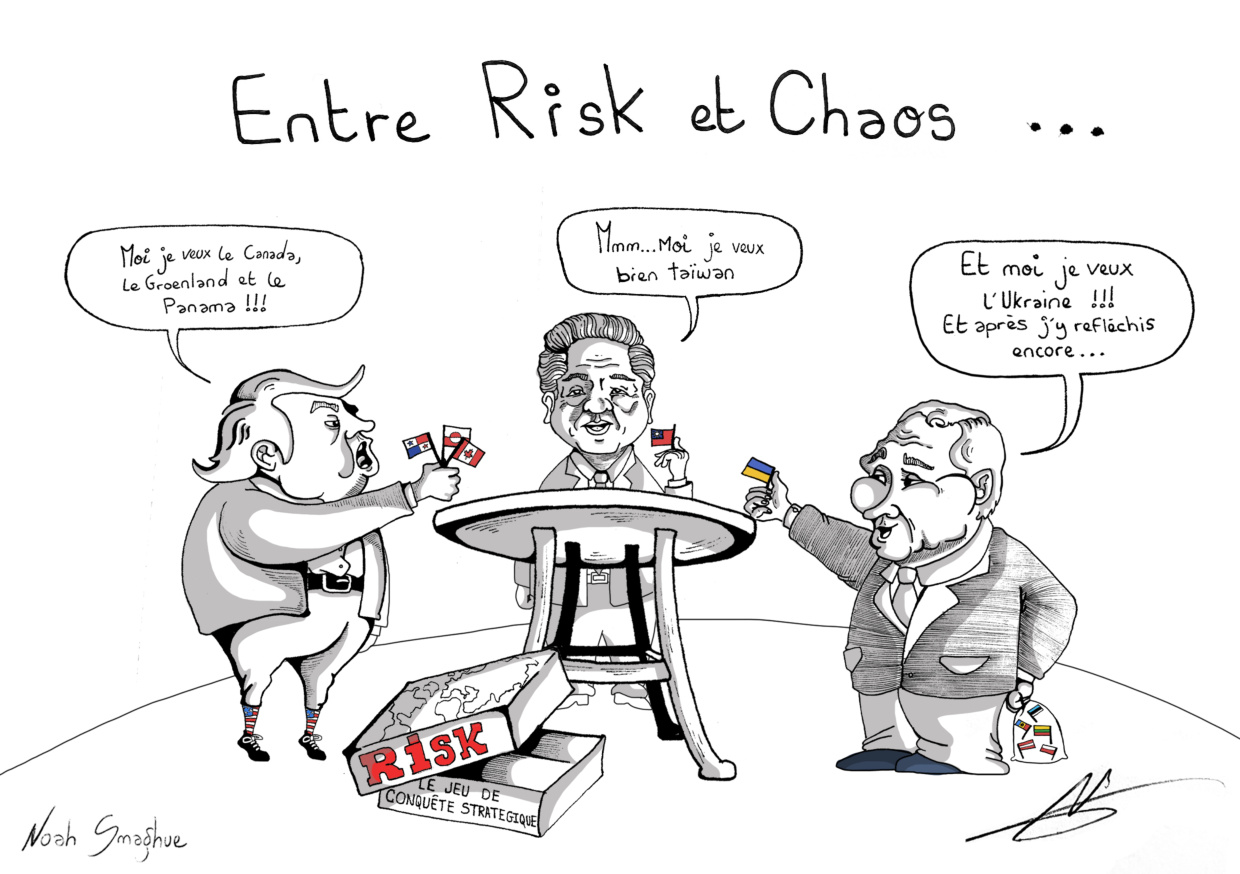 Entre Risk et Chaos ...
Moi je veux le Canada,
Le Groenland et le
Panama !!!
Mmm...Moi je veux
bien taïwan
Et moi je veux
l'Ukraine !!!
Et après j'y refléchis
encore...
Risk
LE JEU DE
CONQUÊTE STRATEGIQUE
Noah Smaghue